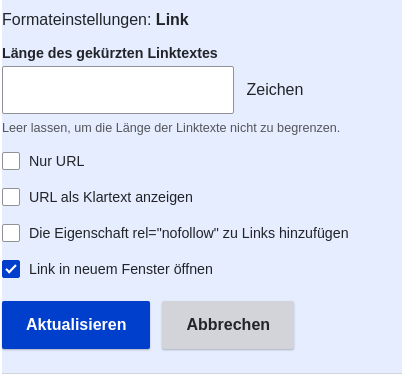 Formateinstellungen: Link
Länge des gekürzten Linktextes
Zeichen
Leer lassen, um die Länge der Linktexte nicht zu begrenzen.
Nur URL
URL als Klartext anzeigen
Die Eigenschaft rel="nofollow" zu Links hinzufügen
Link in neuem Fenster öffnen
Aktualisieren Abbrechen